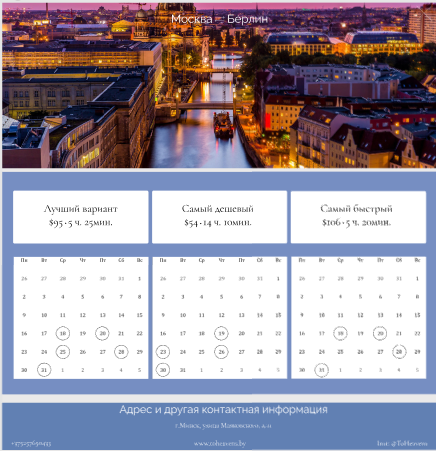 Москва – Берлин
Лучший вариант
$95 · 5 ч. 25мин.
Самый дешевый
$54 · 14 ч. 10мин.
Самый быстрый
$106 · 5 ч. 20мин.
Пн Вт Ср Чт Пт Сб Вс
26 27 28 29 30 31 1
2 3 4 5 6 7 8
9 10 11 12 13 14 15
16 17 18 19 20 21 22
23 24 25 26 27 28 29
30 31 1 2 3 4 5
Пн Вт Ср Чт Пт Сб Вс
26 27 28 29 30 31 1
2 3 4 5 6 7 8
9 10 11 12 13 14 15
16 17 18 19 20 21 22
23 24 25 26 27 28 29
30 31 1 2 3 4 5
Пн Вт Ср Чт Пт Сб Вс
26 27 28 29 30 31 1
2 3 4 5 6 7 8
9 10 11 12 13 14 15
16 17 18 19 20 21 22
23 24 25 26 27 28 29
30 31 1 2 3 4 5
Адрес и другая контактная информация
г.Минск, улица Маяковского,
www.toheaven.by
Inst: @ToHeaven